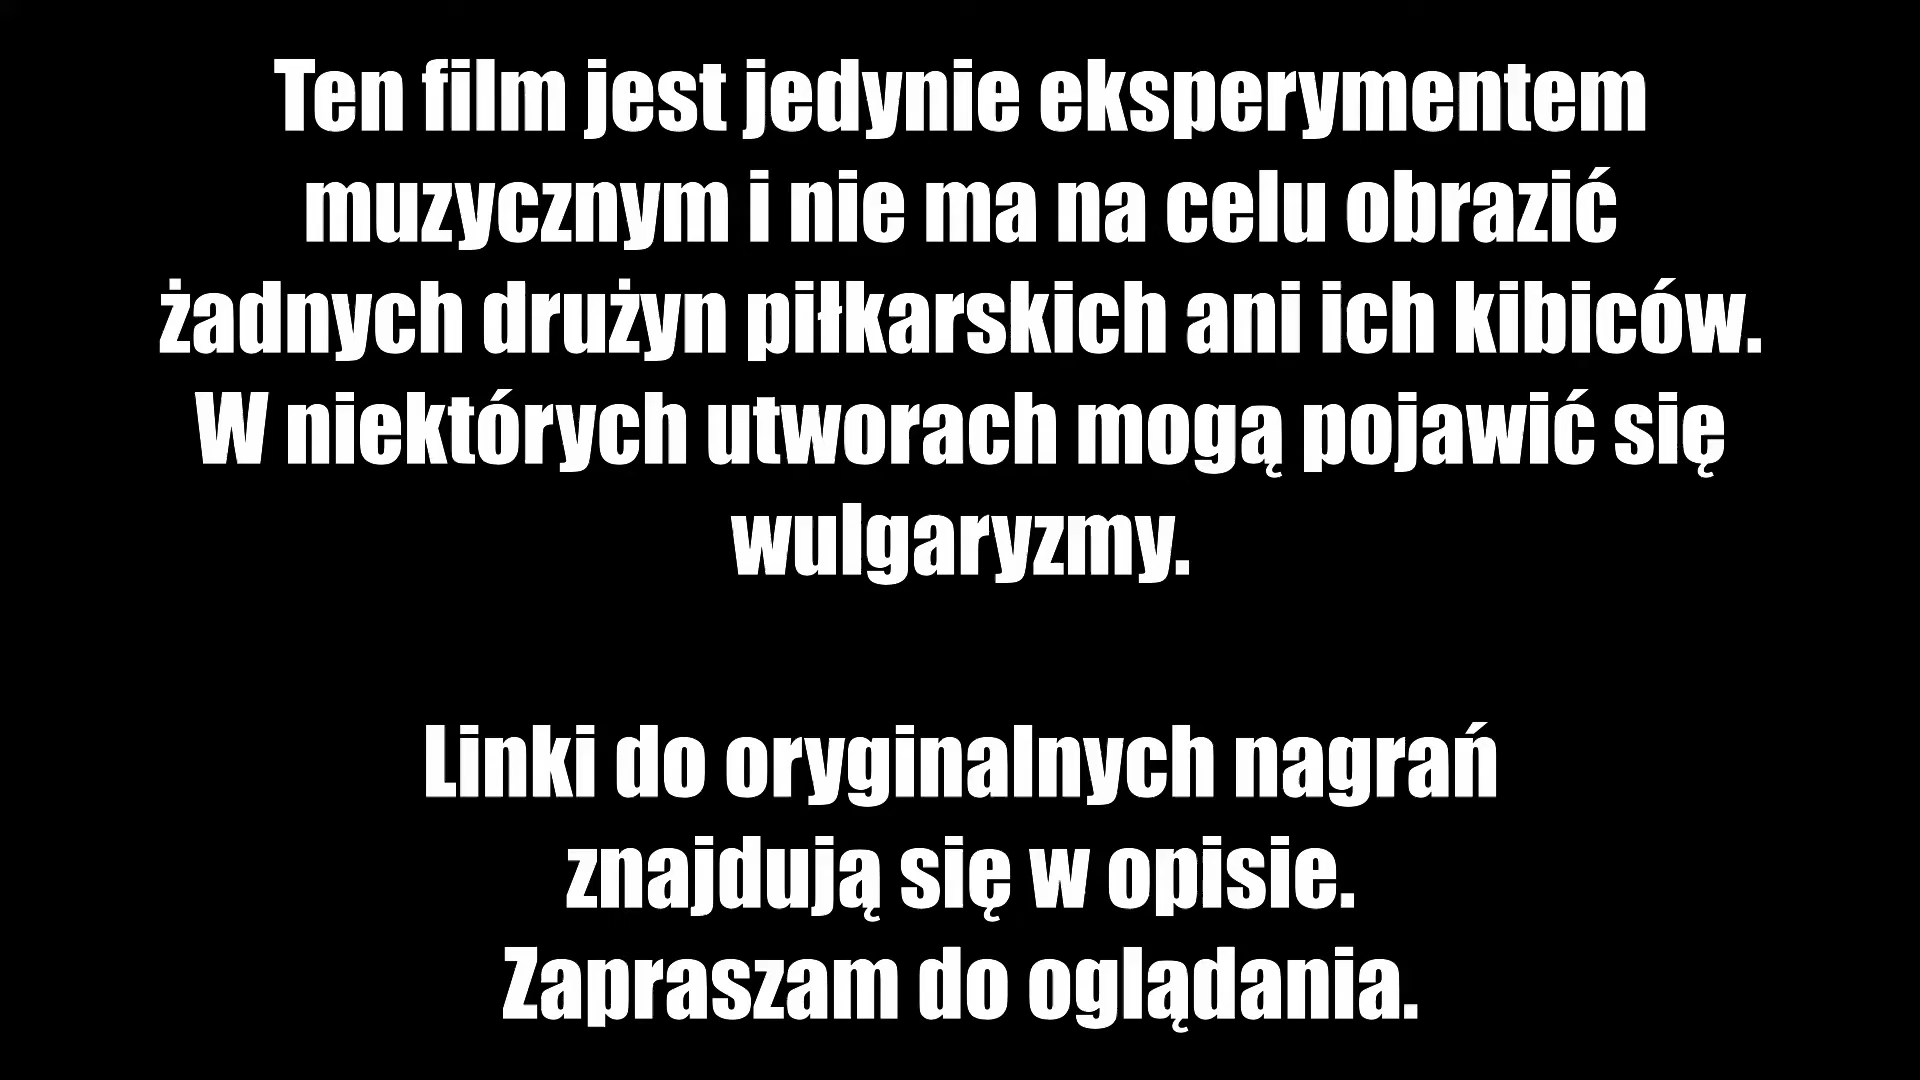 Ten film jest jedynie eksperymentem
muzycznym i nie ma na celu obrazić
żadnych drużyn piłkarskich ani ich kibiców.
W niektórych utworach mogą pojawić się
wulgaryzmy.
Linki do oryginalnych nagrań
znajdują się w opisie.
Zapraszam do oglądania.